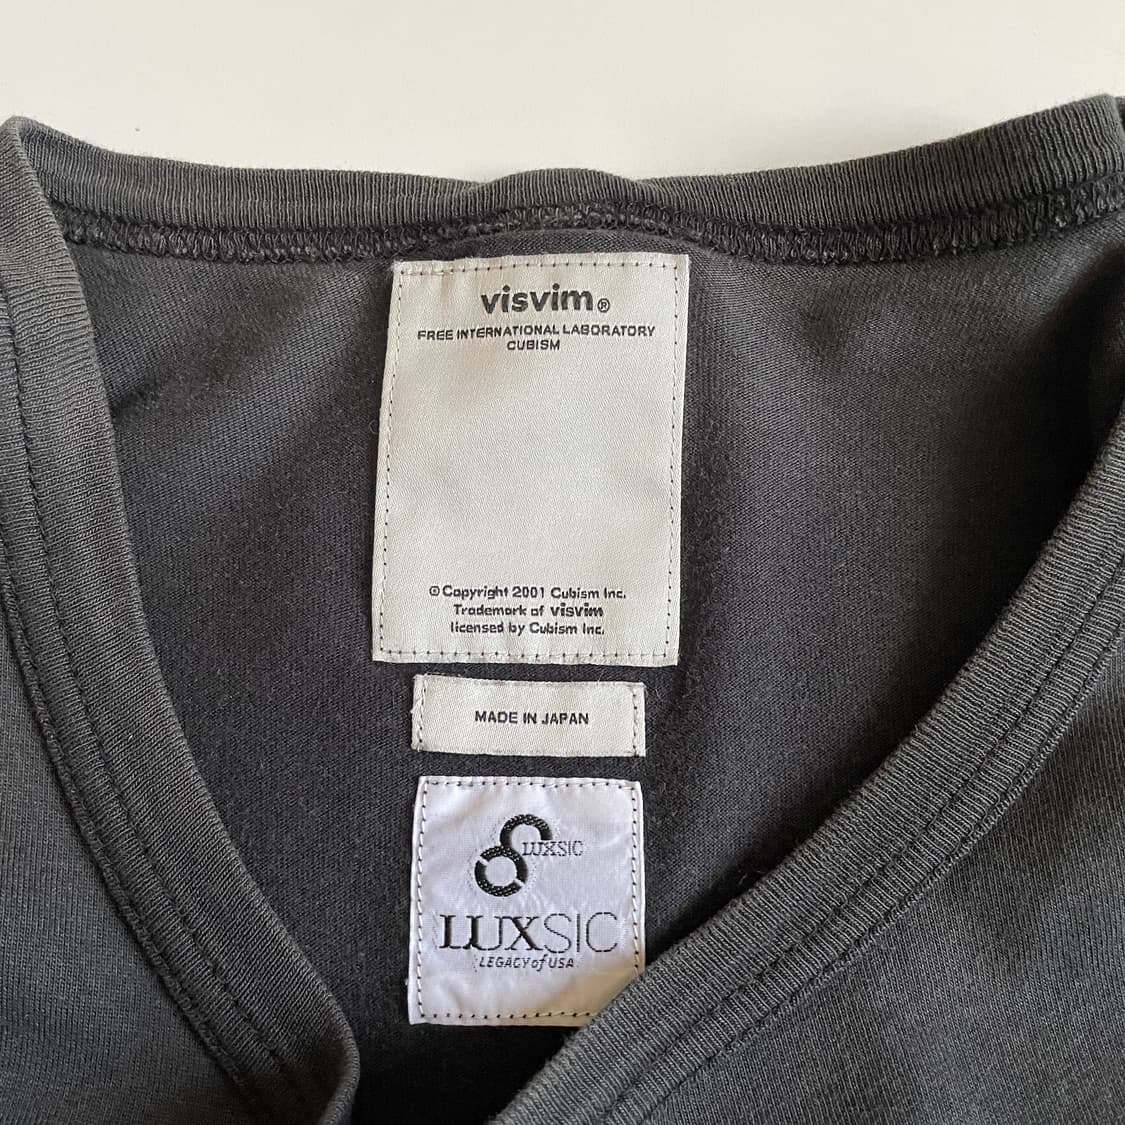 visvim®
FREE INTERNATIONAL LABORATORY
CUBISM
©Copyright 2001 Cubism Inc.
Trademark of visvim
licensed by Cubism Inc.
MADE IN JAPAN
LUXSIC
LUXSIC
LEGACY of USA